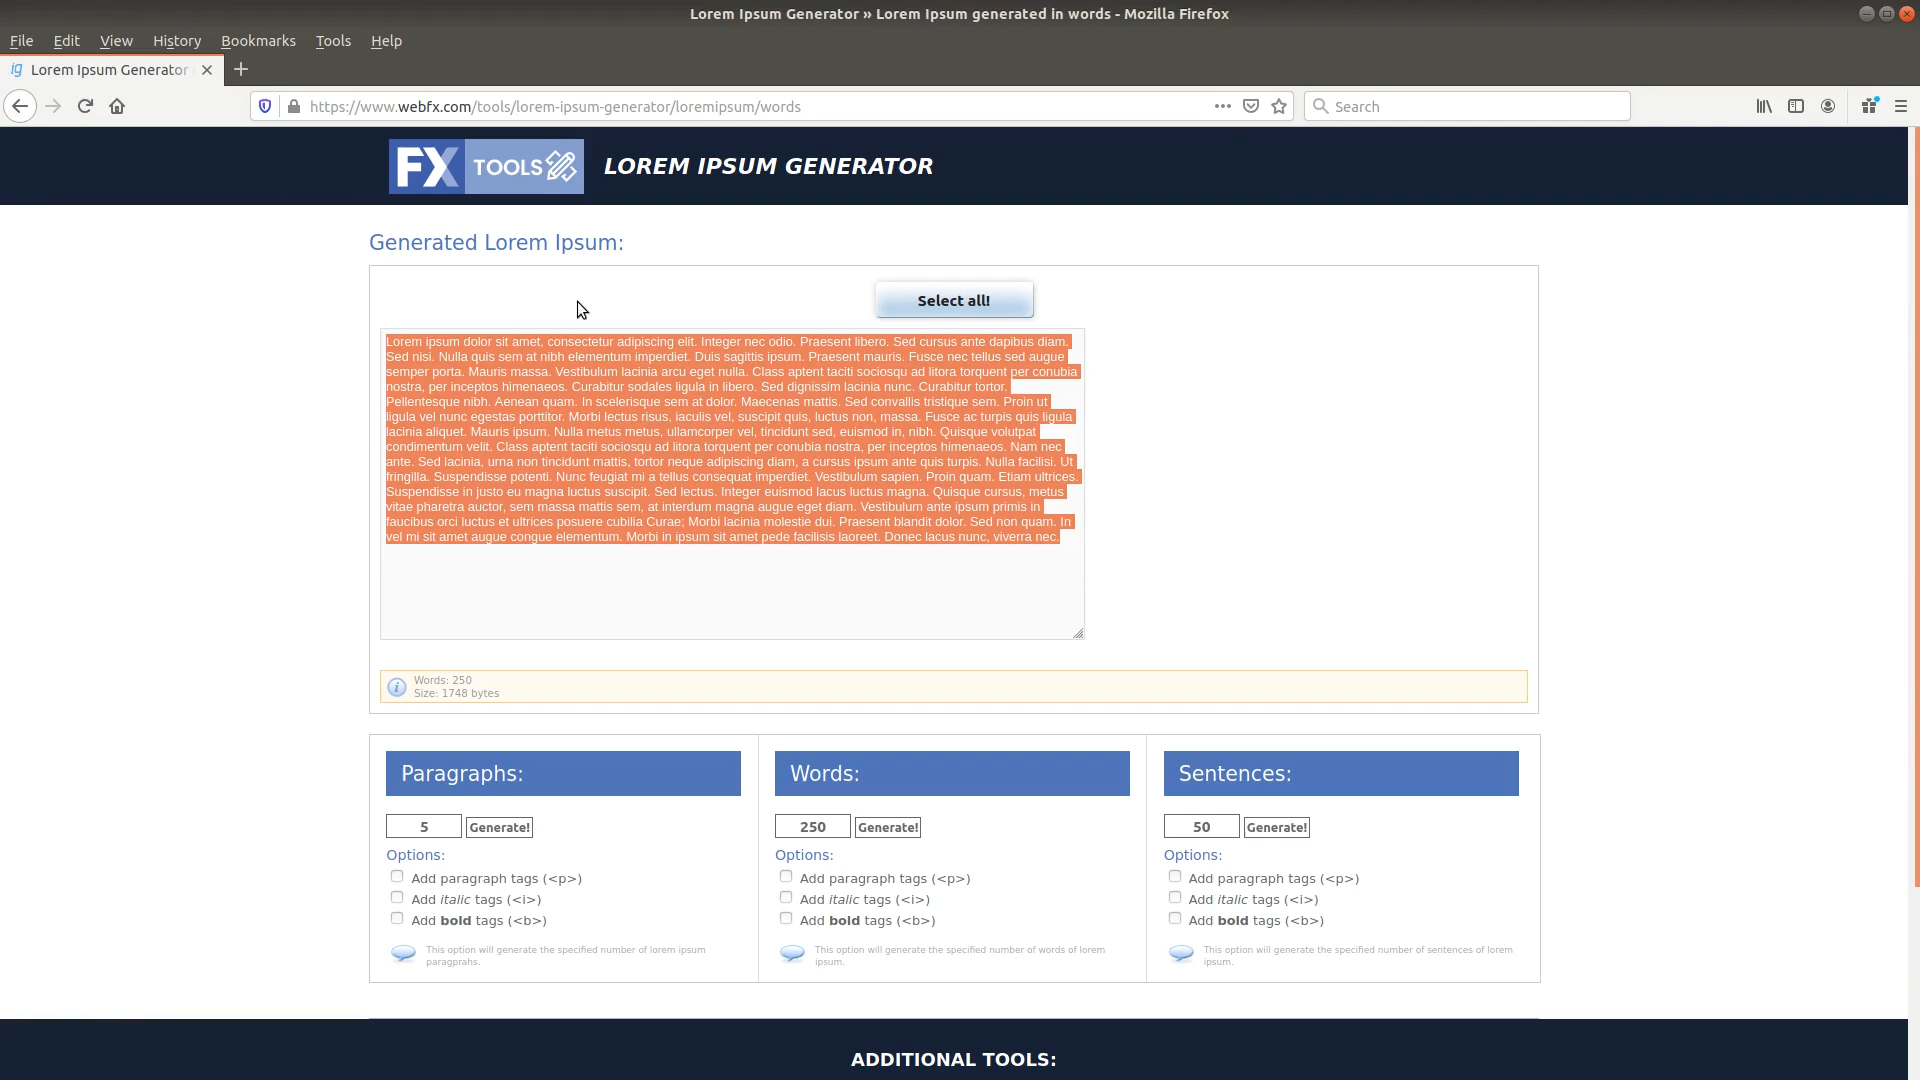 Lorem Ipsum Generator » Lorem Ipsum generated in words - Mozilla Firefox
File Edit View History Bookmarks Tools Help
ig Lorem Ipsum Generator
https://www.webfx.com/tools/lorem-ipsum-generator/loremipsum/words
Search
FX TOOLS LOREM IPSUM GENERATOR
Generated Lorem Ipsum:
Select all!
Lorem ipsum dolor sit amet, consectetur adipiscing elit. Integer nec odio. Praesent libero. Sed cursus ante dapibus diam.
Sed nisi. Nulla quis sem at nibh elementum imperdiet. Duis sagittis ipsum. Praesent mauris. Fusce nec tellus sed augue
semper porta. Mauris massa. Vestibulum lacinia arcu eget nulla. Class aptent taciti sociosqu ad litora torquent per conubia
nostra, per inceptos himenaeos. Curabitur sodales ligula in libero. Sed dignissim lacinia nunc. Curabitur tortor.
Pellentesque nibh. Aenean quam. In scelerisque sem at dolor. Maecenas mattis. Sed convallis tristique sem. Proin ut
ligula vel nunc egestas porttitor. Morbi lectus risus, iaculis vel, suscipit quis, luctus non, massa. Fusce ac turpis quis ligula
lacinia aliquet. Mauris ipsum. Nulla metus metus, ullamcorper vel, tincidunt sed, euismod in, nibh. Quisque volutpat
condimentum velit. Class aptent taciti sociosqu ad litora torquent per conubia nostra, per inceptos himenaeos. Nam nec
ante. Sed lacinia, urna non tincidunt mattis, tortor neque adipiscing diam, a cursus ipsum ante quis turpis. Nulla facilisi. Ut
fringilla. Suspendisse potenti. Nunc feugiat mi a tellus consequat imperdiet. Vestibulum sapien. Proin quam. Etiam ultrices.
Suspendisse in justo eu magna luctus suscipit. Sed lectus. Integer euismod lacus luctus magna. Quisque cursus, metus
vitae pharetra auctor, sem massa mattis sem, at interdum magna augue eget diam. Vestibulum ante ipsum primis in
faucibus orci luctus et ultrices posuere cubilia Curae; Morbi lacinia molestie dui. Praesent blandit dolor. Sed non quam. In
vel mi sit amet augue congue elementum. Morbi in ipsum sit amet pede facilisis laoreet. Donec lacus nunc, viverra nec.
Words: 250
Size: 1748 bytes
Paragraphs:
5 Generate!
Options:
Add paragraph tags (<p>)
Add italic tags (<i>)
Add bold tags (<b>)
This option will generate the specified number of lorem ipsum
paragprahs.
Words:
250 Generate!
Options:
Add paragraph tags (<p>)
Add italic tags (<i>)
Add bold tags (<b>)
This option will generate the specified number of words of lorem
ipsum.
Sentences:
50 Generate!
Options:
Add paragraph tags (<p>)
Add italic tags (<i>)
Add bold tags (<b>)
This option will generate the specified number of sentences of lorem
ipsum.
ADDITIONAL TOOLS: